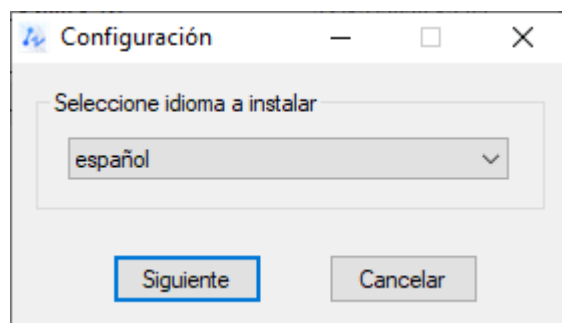 Configuración
Seleccione idioma a instalar
español
Siguiente Cancelar